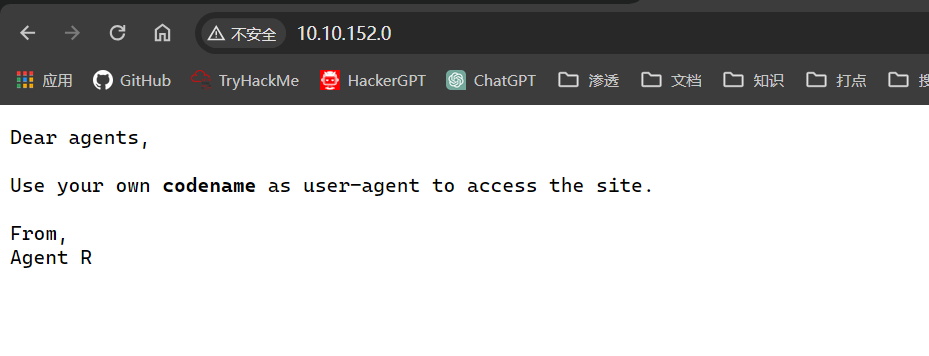 不安全 10.10.152.0
应用 GitHub TryHackMe HackerGPT ChatGPT 渗透 文档 知识 打点
Dear agents,
Use your own codename as user-agent to access the site.
From,
Agent R